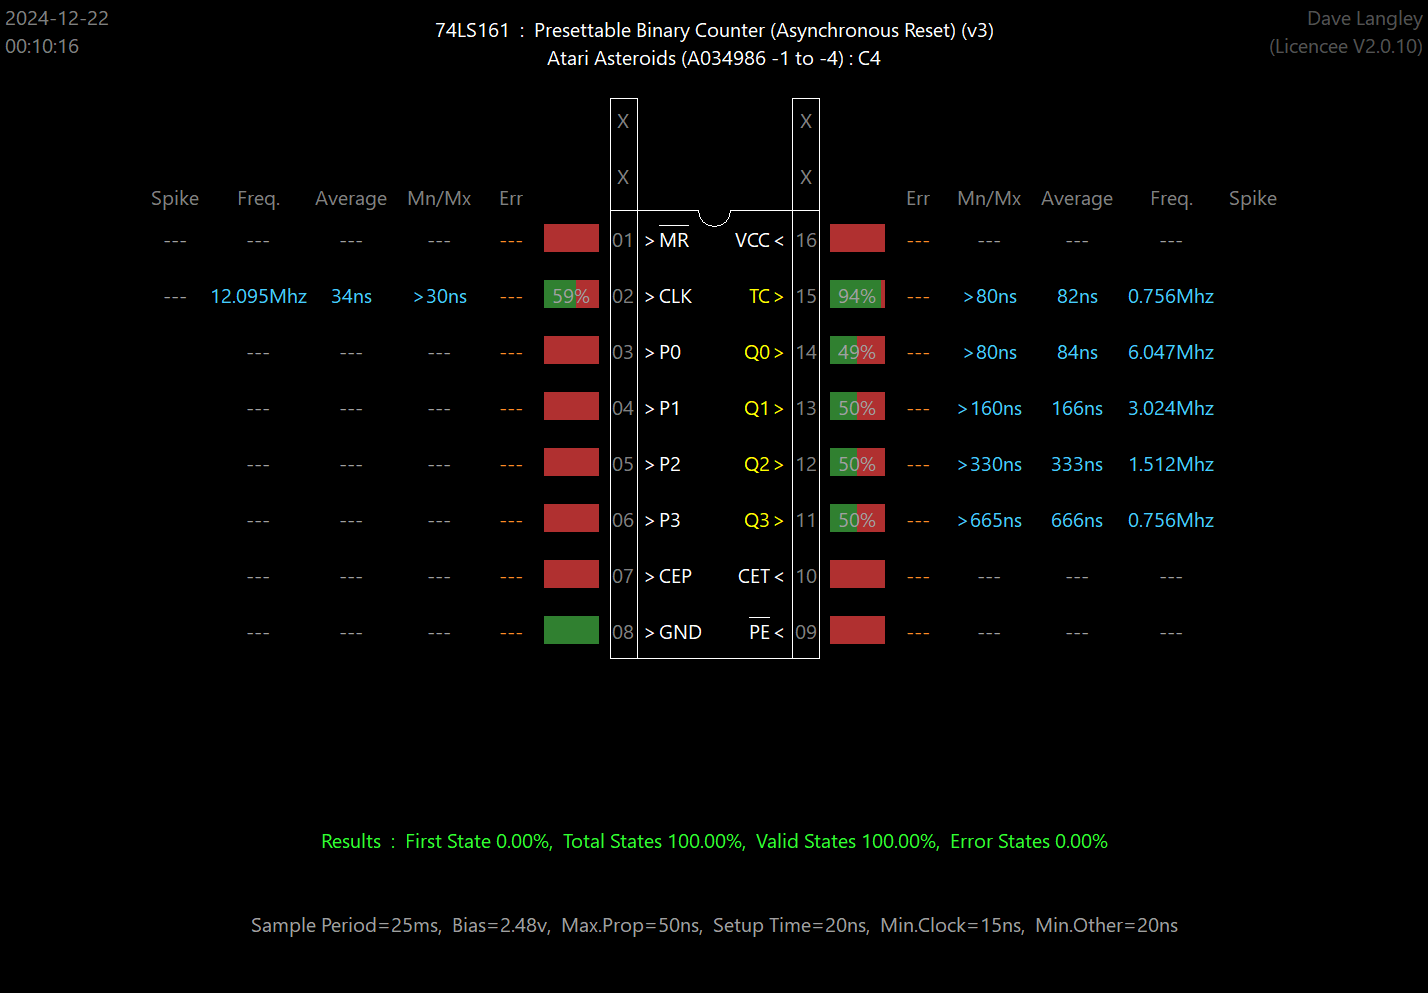 2024-12-22
00:10:16
74LS161 : Presettable Binary Counter (Asynchronous Reset) (v3)
Atari Asteroids (A034986 -1 to -4) : C4
Dave Langley
(Licencee V2.0.10)
X X
X X
Spike Freq. Average Mn/Mx Err Err Mn/Mx Average Freq. Spike
--- --- --- --- --- 01 > MR VCC < 16 --- --- --- ---
--- 12.095Mhz 34ns >30ns --- 59% 02 > CLK TC > 15 94% --- >80ns 82ns 0.756Mhz
--- --- --- --- 03 > P0 Q0 > 14 49% --- >80ns 84ns 6.047Mhz
--- --- --- --- 04 > P1 Q1 > 13 50% --- >160ns 166ns 3.024Mhz
--- --- --- --- 05 > P2 Q2 > 12 50% --- >330ns 333ns 1.512Mhz
--- --- --- --- 06 > P3 Q3 > 11 50% --- >665ns 666ns 0.756Mhz
--- --- --- --- 07 > CEP CET < 10 --- --- --- ---
--- --- --- --- 08 > GND PE < 09 --- --- --- ---
Results : First State 0.00%, Total States 100.00%, Valid States 100.00%, Error States 0.00%
Sample Period=25ms, Bias=2.48v, Max.Prop=50ns, Setup Time=20ns, Min.Clock=15ns, Min.Other=20ns